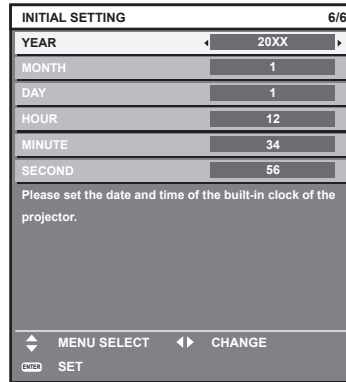 INITIAL SETTING 6/6
YEAR 20XX
MONTH 1
DAY 1
HOUR 12
MINUTE 34
SECOND 56
Please set the date and time of the built-in clock of the
projector.
MENU SELECT CHANGE
ENTER SET